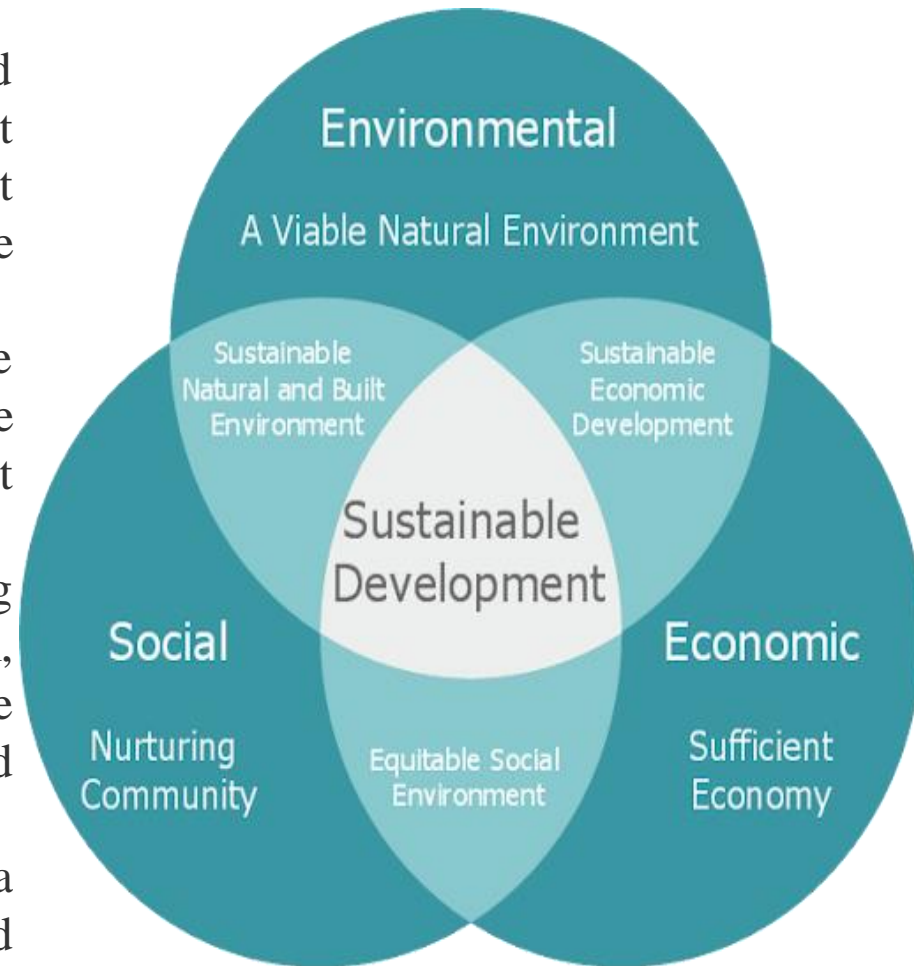 d
t
t
e
e
e
t
g
,
e
d
a
d
Environmental
A Viable Natural Environment
Sustainable
Natural and Built
Environment
Sustainable
Economic
Development
Sustainable
Development
Social
Nurturing
Community
Economic
Sufficient
Economy
Equitable Social
Environment